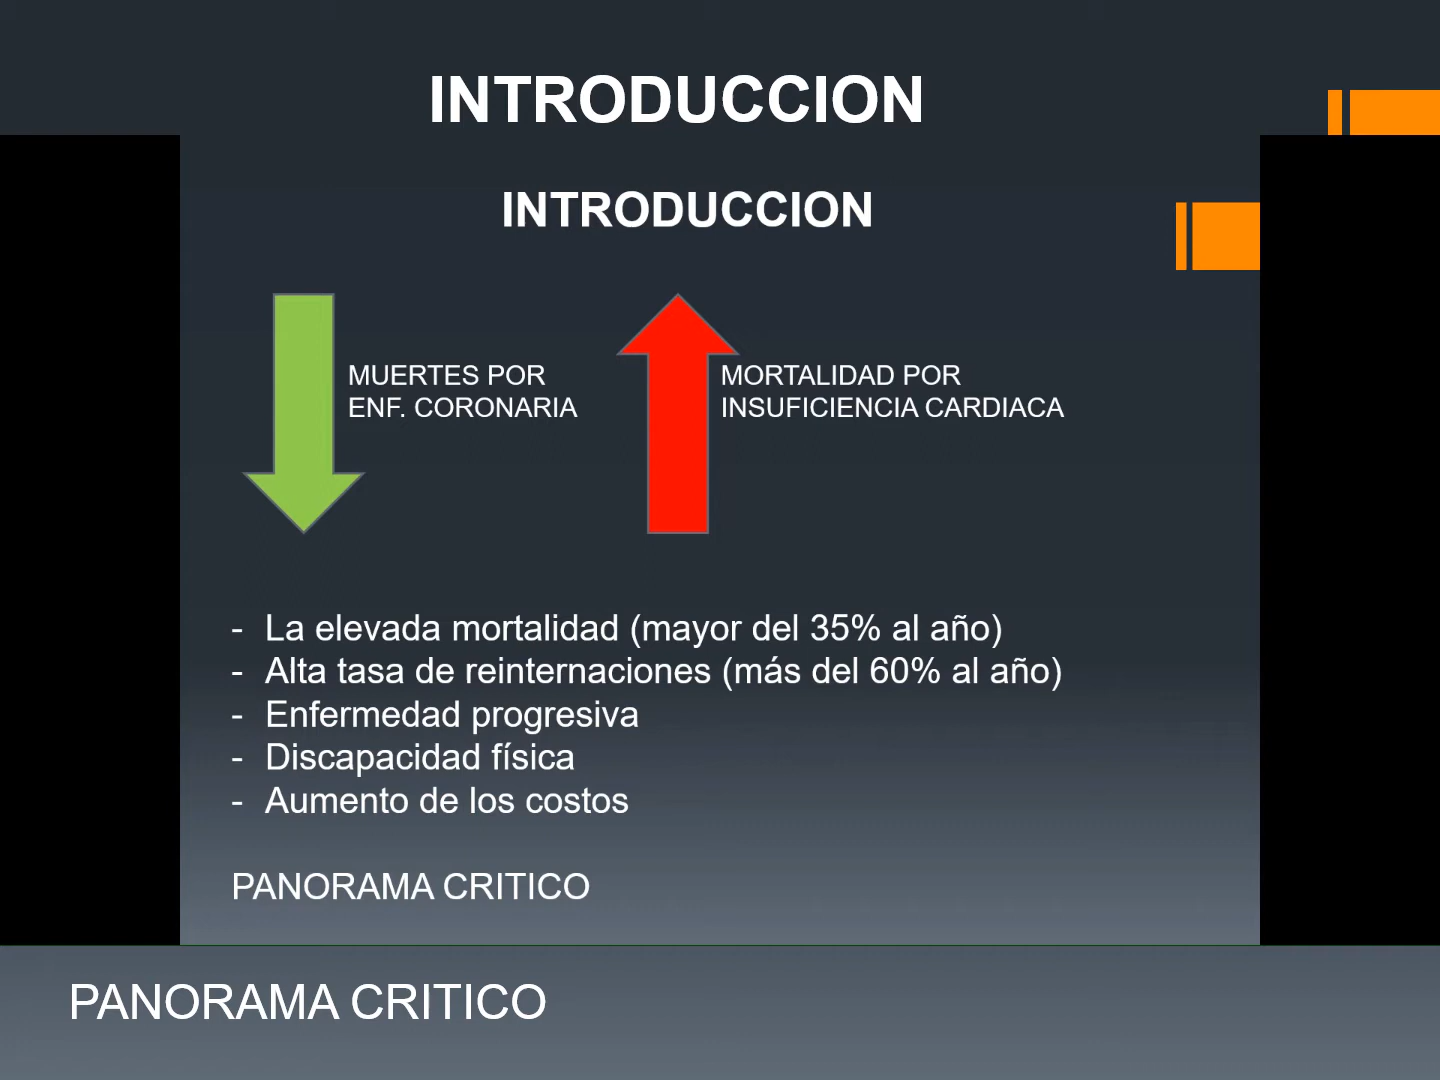 INTRODUCCION
INTRODUCCION
MUERTES POR
ENF. CORONARIA
MORTALIDAD POR
INSUFICIENCIA CARDIACA
- La elevada mortalidad (mayor del 35% al año)
- Alta tasa de reinternaciones (más del 60% al año)
- Enfermedad progresiva
- Discapacidad física
- Aumento de los costos
PANORAMA CRITICO
PANORAMA CRITICO